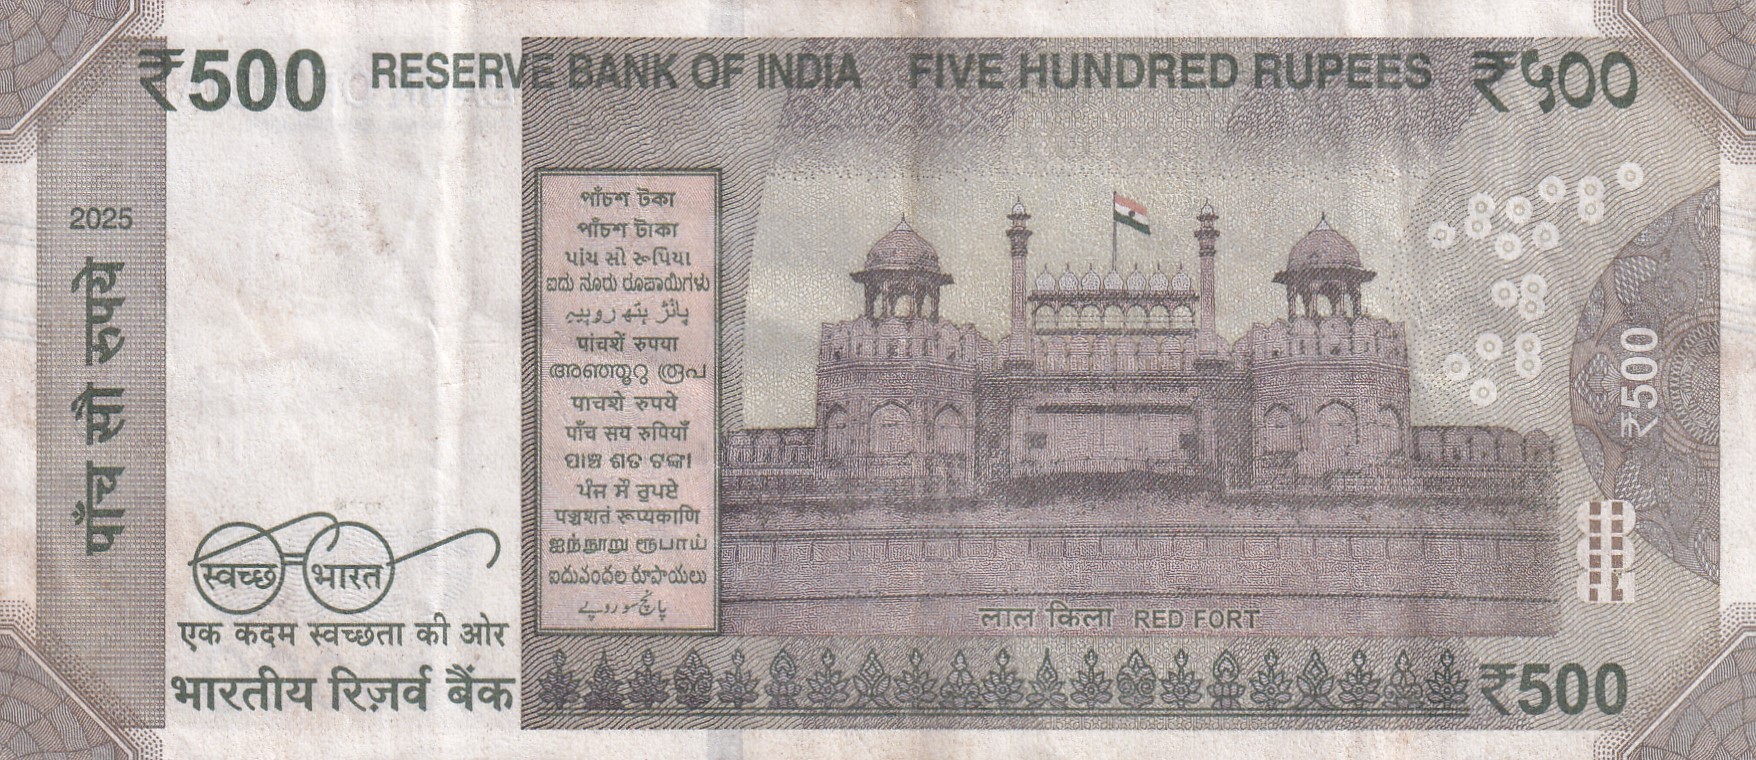 ₹500 RESERVE BANK OF INDIA FIVE HUNDRED RUPEES ₹५००
2025
पाँच सौ रुपये
পাঁচশ টকা
পাঁচশ টাকা
પાંચ સો રૂપિયા
ಐದು ನೂರು ರೂಪಾಯಿಗಳು
پانٛژ ہَتھ روپیہِ
पांचशें रुपया
അഞ്ഞൂറു രൂപ
पाचशे रुपये
पाँच सय रुपियाँ
ପାଞ୍ଚ ଶତ ଟଙ୍କା
ਪੰਜ ਸੌ ਰੁਪਏ
पञ्चशतं रूप्यकाणि
ஐந்நூறு ரூபாய்
ఐదువందల రూపాయలు
پانچ سو روپے
₹500
स्वच्छ भारत
एक कदम स्वच्छता की ओर
भारतीय रिज़र्व बैंक
लाल क़िला RED FORT
₹500